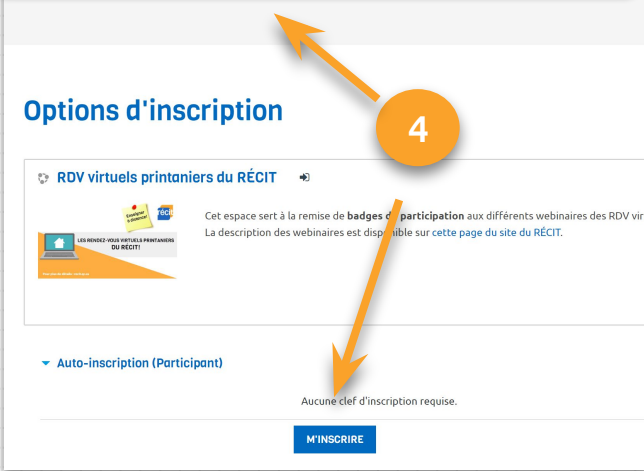 Options d'inscription
4
RDV virtuels printaniers du RÉCIT
Enseigner
à distance!
récit
Cet espace sert à la remise de badges de participation aux différents webinaires des RDV vir
LES RENDEZ-VOUS VIRTUELS PRINTANIERS
DU RÉCIT!
La description des webinaires est disponible sur cette page du site du RÉCIT.
Auto-inscription (Participant)
Aucune clef d'inscription requise.
M'INSCRIRE